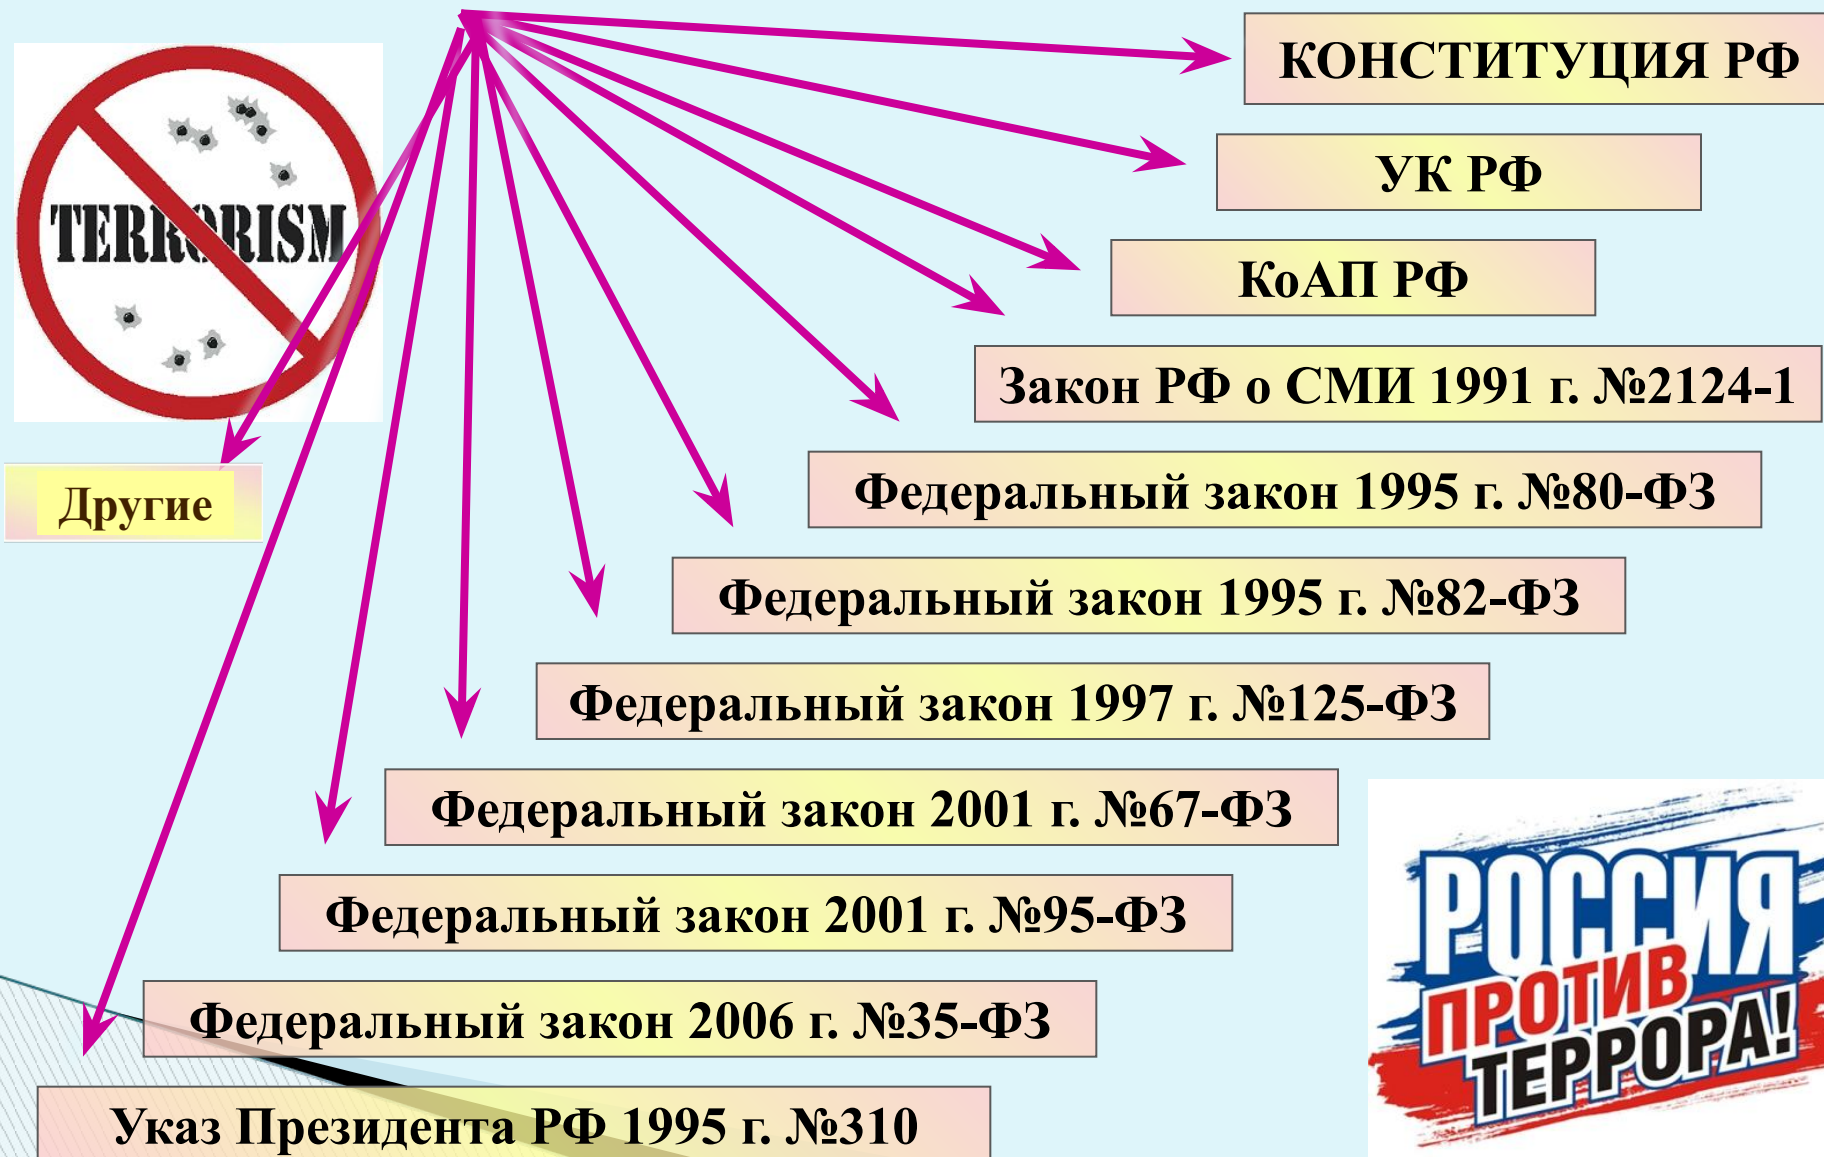 КОНСТИТУЦИЯ РФ
TERRORISM
УК РФ
КоАП РФ
Закон РФ о СМИ 1991 г. №2124-1
Федеральный закон 1995 г. №80-ФЗ
Другие
Федеральный закон 1995 г. №82-ФЗ
Федеральный закон 1997 г. №125-ФЗ
Федеральный закон 2001 г. №67-ФЗ
Федеральный закон 2001 г. №95-ФЗ
Федеральный закон 2006 г. №35-ФЗ
Указ Президента РФ 1995 г. №310
РОССИЯ
ПРОТИВ
ТЕРРОРА!